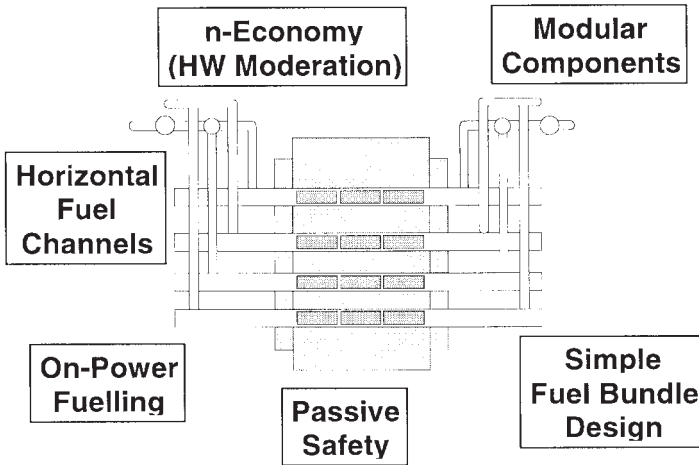 n-Economy
(HW Moderation)
Modular
Components
Horizontal
Fuel
Channels
On-Power
Fuelling
Passive
Safety
Simple
Fuel Bundle
Design